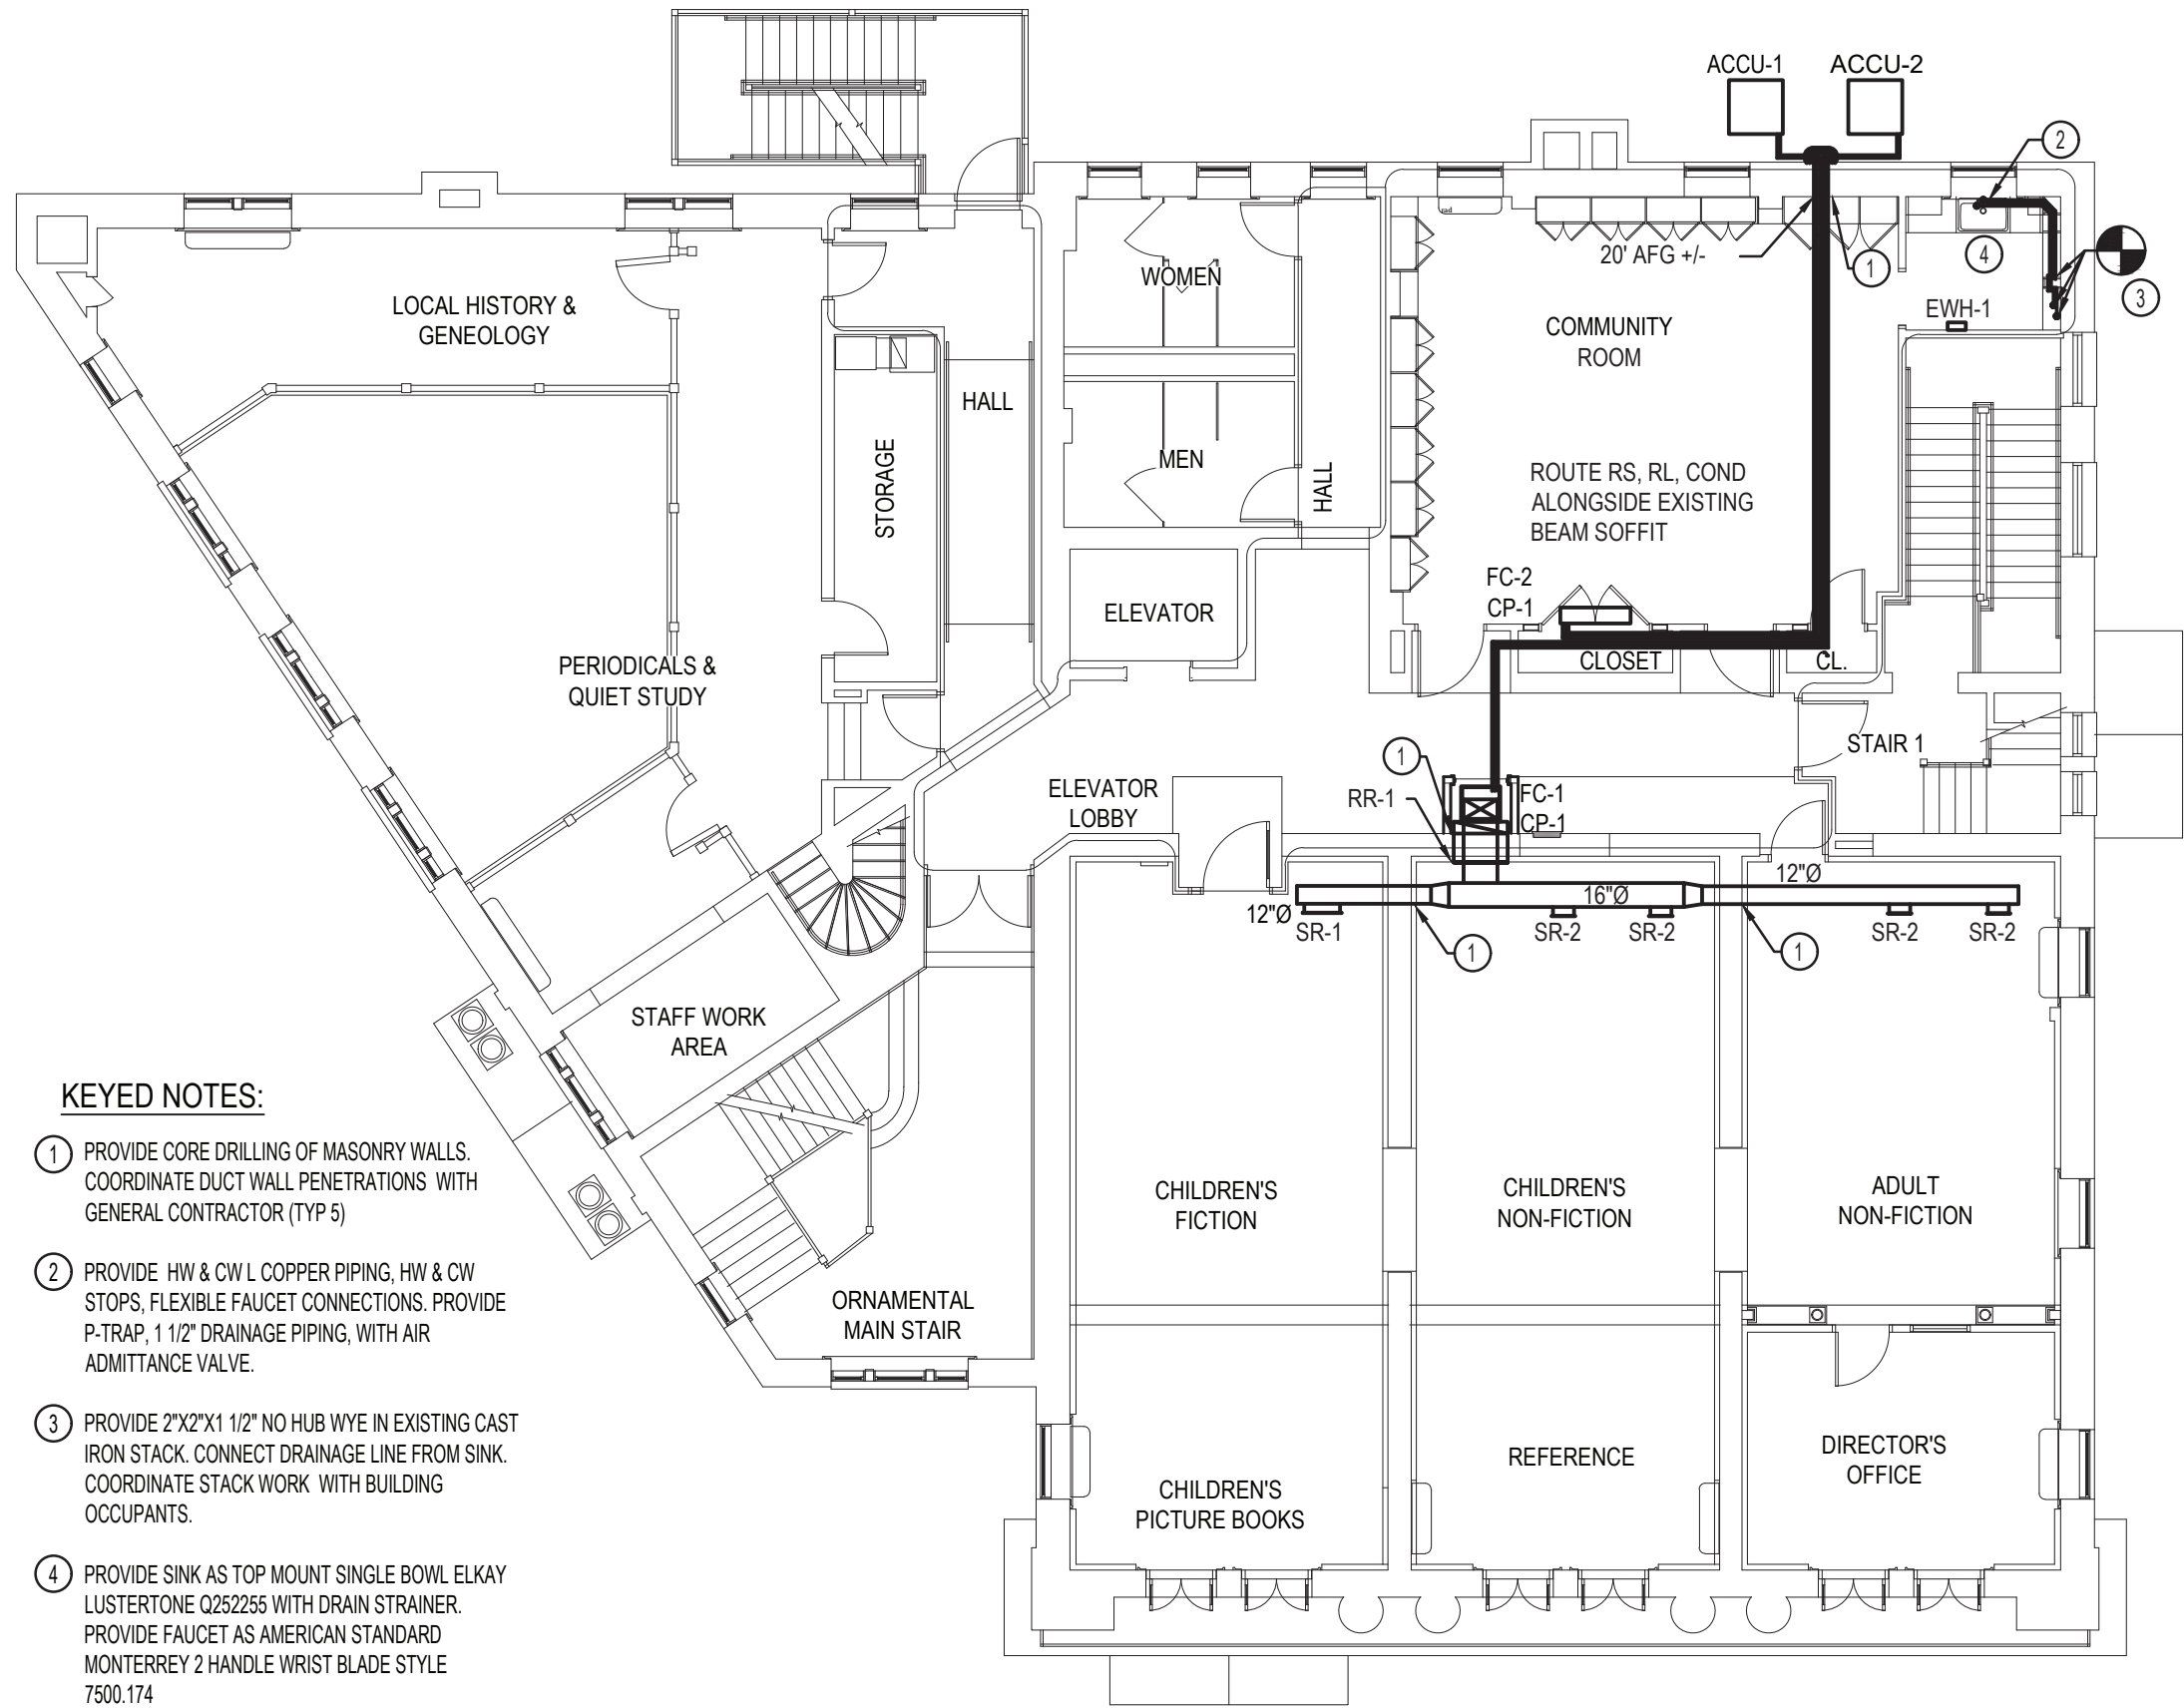 ACCU-1
ACCU-2
2
rad
20' AFG +/-
1
4
3
EWH-1
WOMEN
LOCAL HISTORY &
GENEOLOGY
COMMUNITY
ROOM
HALL
MEN
STORAGE
HALL
ROUTE RS, RL, COND
ALONGSIDE EXISTING
BEAM SOFFIT
FC-2
CP-1
ELEVATOR
PERIODICALS &
QUIET STUDY
CLOSET
CL.
STAIR 1
1
ELEVATOR
LOBBY
RR-1
FC-1
CP-1
12"Ø
16"Ø
12"Ø
SR-1
SR-2
SR-2
SR-2
SR-2
1
1
STAFF WORK
AREA
CHILDREN'S
FICTION
CHILDREN'S
NON-FICTION
ADULT
NON-FICTION
ORNAMENTAL
MAIN STAIR
REFERENCE
DIRECTOR'S
OFFICE
CHILDREN'S
PICTURE BOOKS
KEYED NOTES:
1 PROVIDE CORE DRILLING OF MASONRY WALLS.
COORDINATE DUCT WALL PENETRATIONS WITH
GENERAL CONTRACTOR (TYP 5)
2 PROVIDE HW & CW L COPPER PIPING, HW & CW
STOPS, FLEXIBLE FAUCET CONNECTIONS. PROVIDE
P-TRAP, 1 1/2" DRAINAGE PIPING, WITH AIR
ADMITTANCE VALVE.
3 PROVIDE 2"X2"X1 1/2" NO HUB WYE IN EXISTING CAST
IRON STACK. CONNECT DRAINAGE LINE FROM SINK.
COORDINATE STACK WORK WITH BUILDING
OCCUPANTS.
4 PROVIDE SINK AS TOP MOUNT SINGLE BOWL ELKAY
LUSTERTONE Q252255 WITH DRAIN STRAINER.
PROVIDE FAUCET AS AMERICAN STANDARD
MONTERREY 2 HANDLE WRIST BLADE STYLE
7500.174